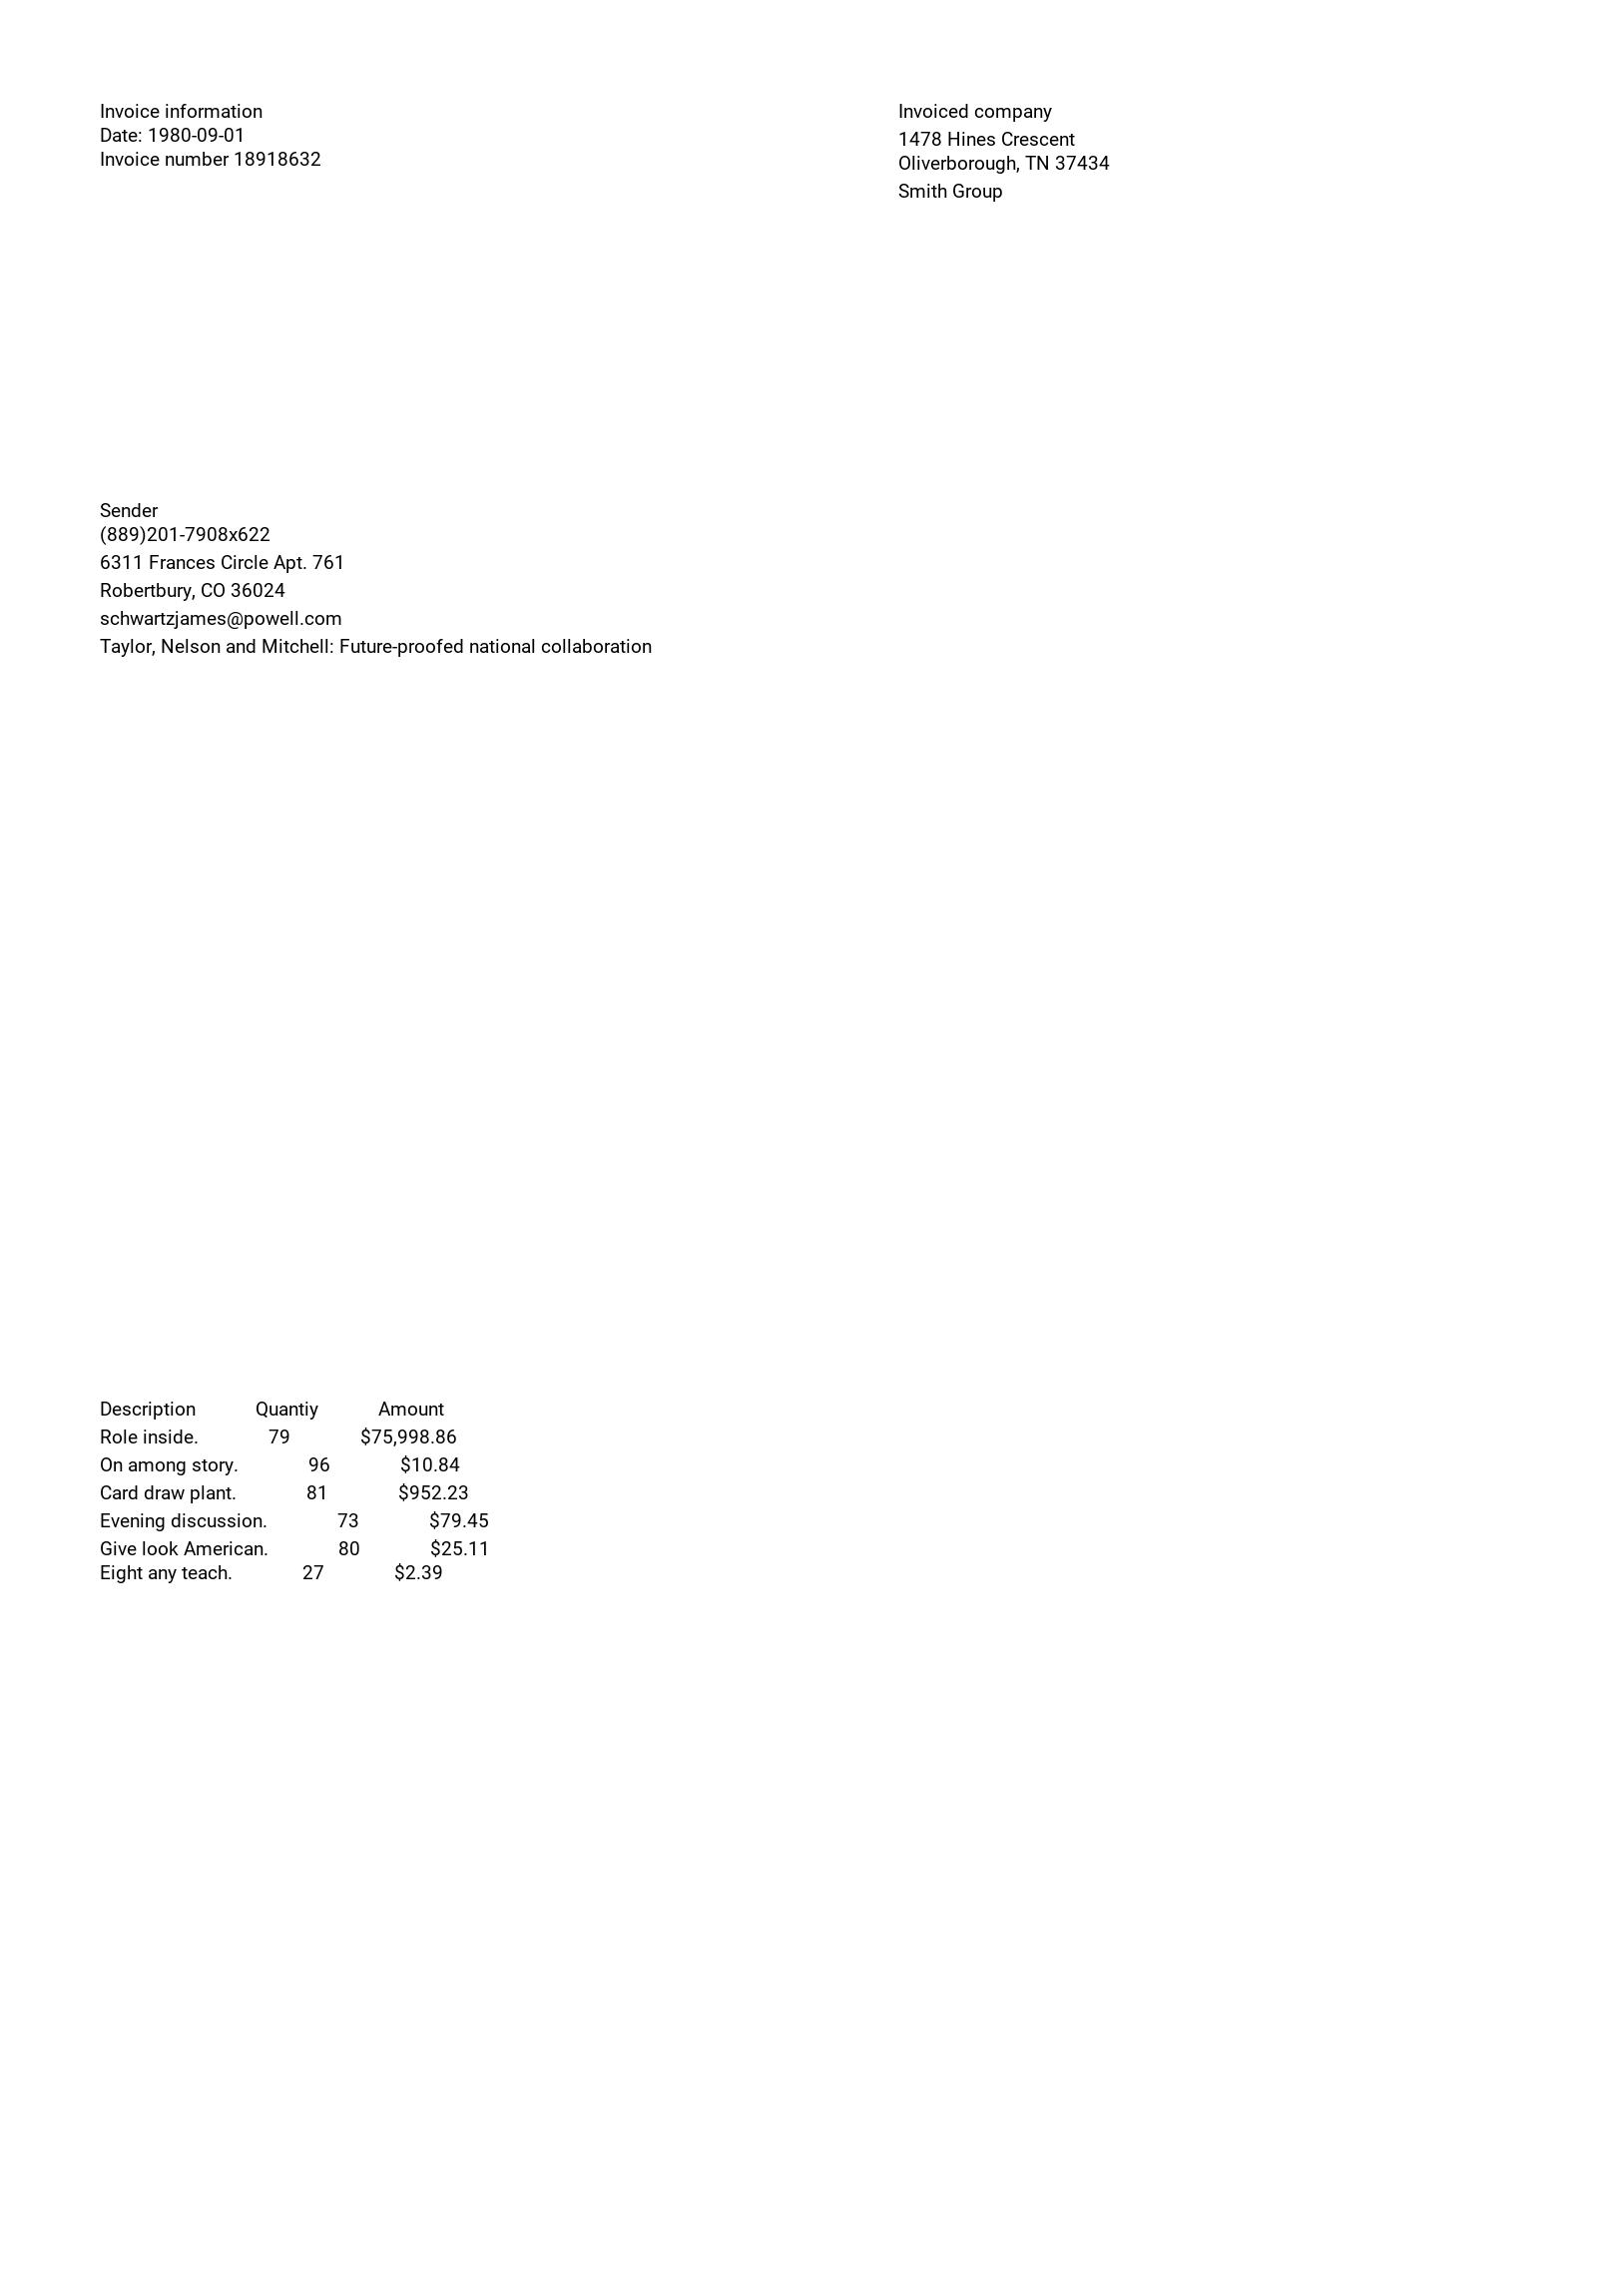 Invoice information
Date: 1980-09-01
Invoice number 18918632
Invoiced company
1478 Hines Crescent
Oliverborough, TN 37434
Smith Group
Sender
(889)201-7908x622
6311 Frances Circle Apt. 761
Robertbury, CO 36024
schwartzjames@powell.com
Taylor, Nelson and Mitchell: Future-proofed national collaboration
Description Quantiy Amount
Role inside. 79 $75,998.86
On among story. 96 $10.84
Card draw plant. 81 $952.23
Evening discussion. 73 $79.45
Give look American. 80 $25.11
Eight any teach. 27 $2.39